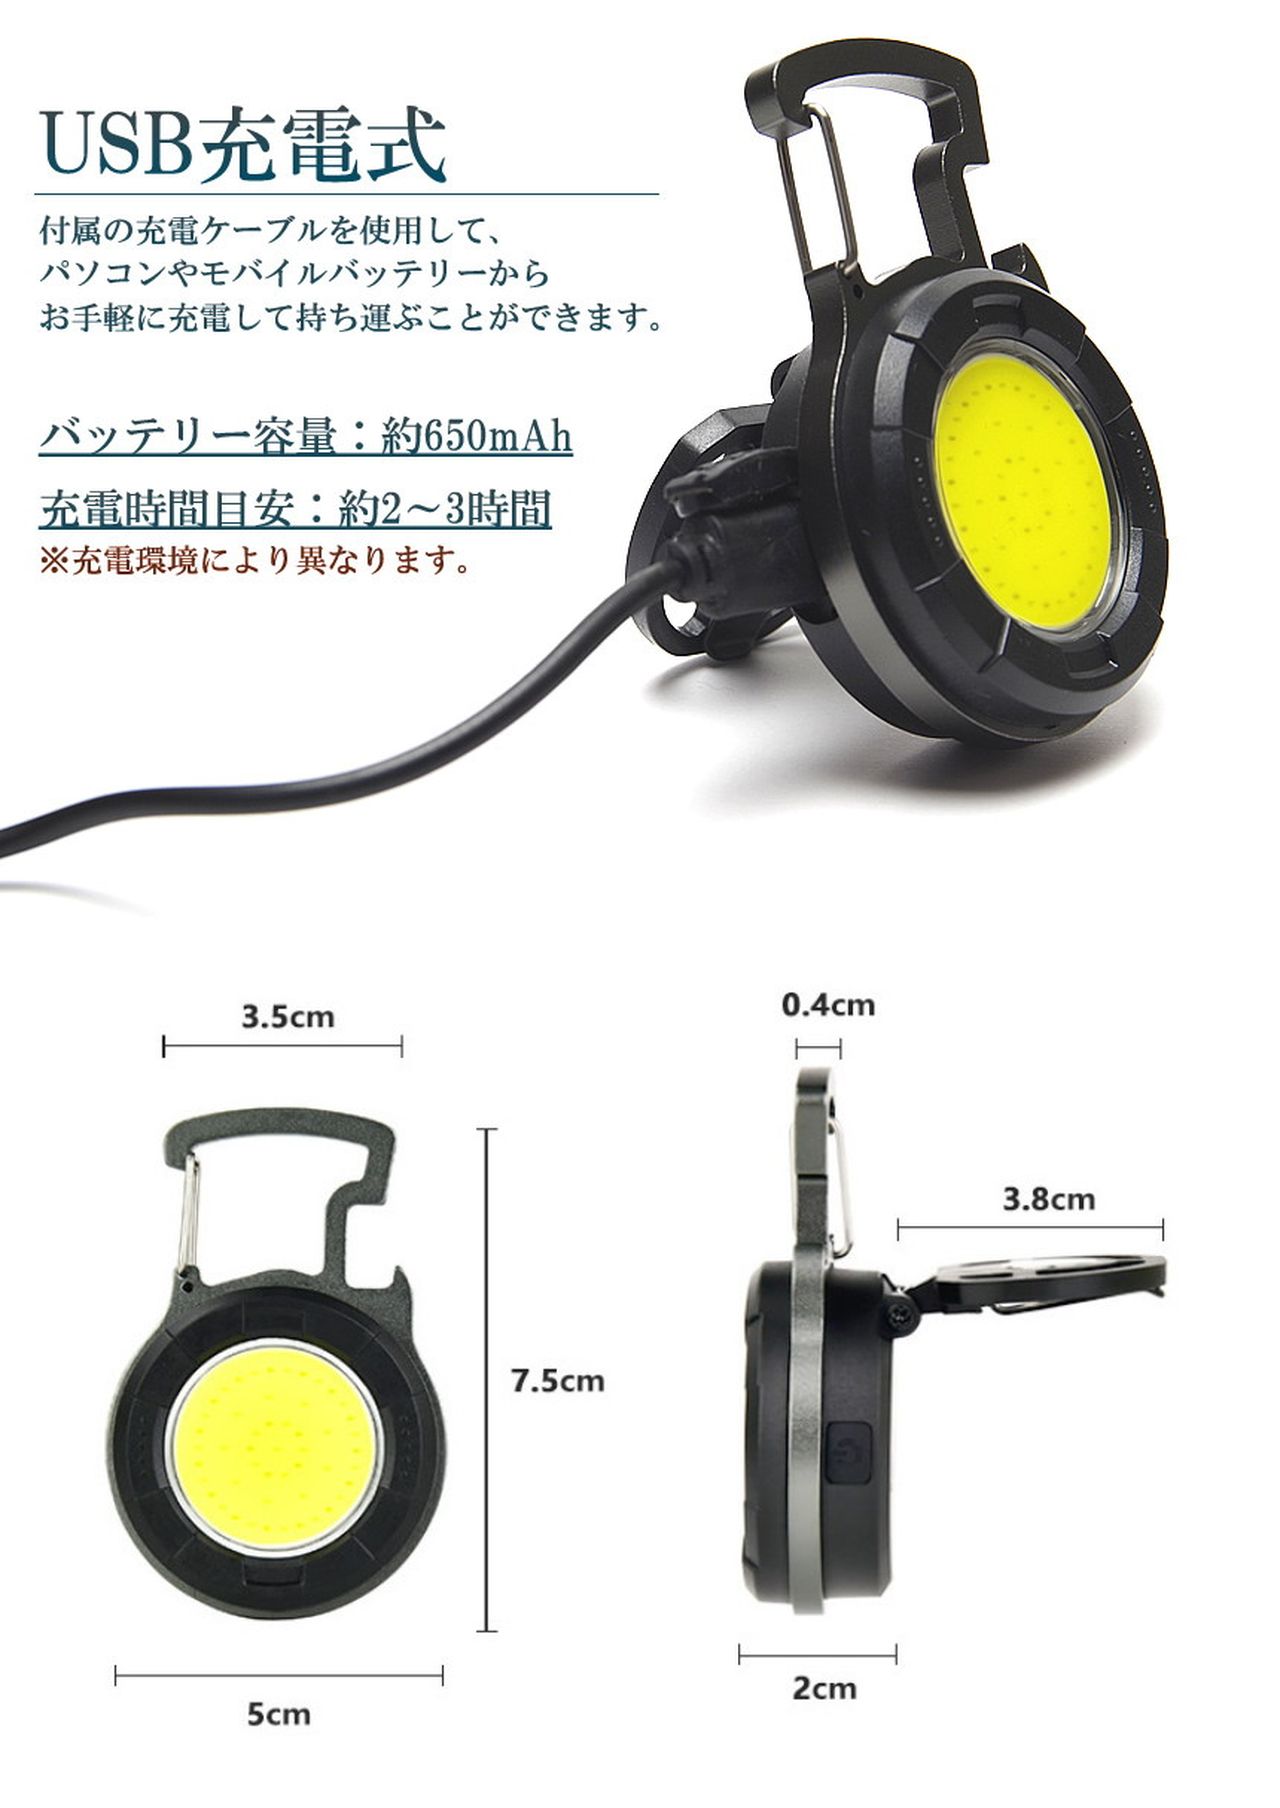 USB充電式
付属の充電ケーブルを使用して、
パソコンやモバイルバッテリーから
お手軽に充電して持ち運ぶことができます。
バッテリー容量：約650mAh
充電時間目安：約2～3時間
※充電環境により異なります。
3.5cm
0.4cm
3.8cm
7.5cm
5cm
2cm